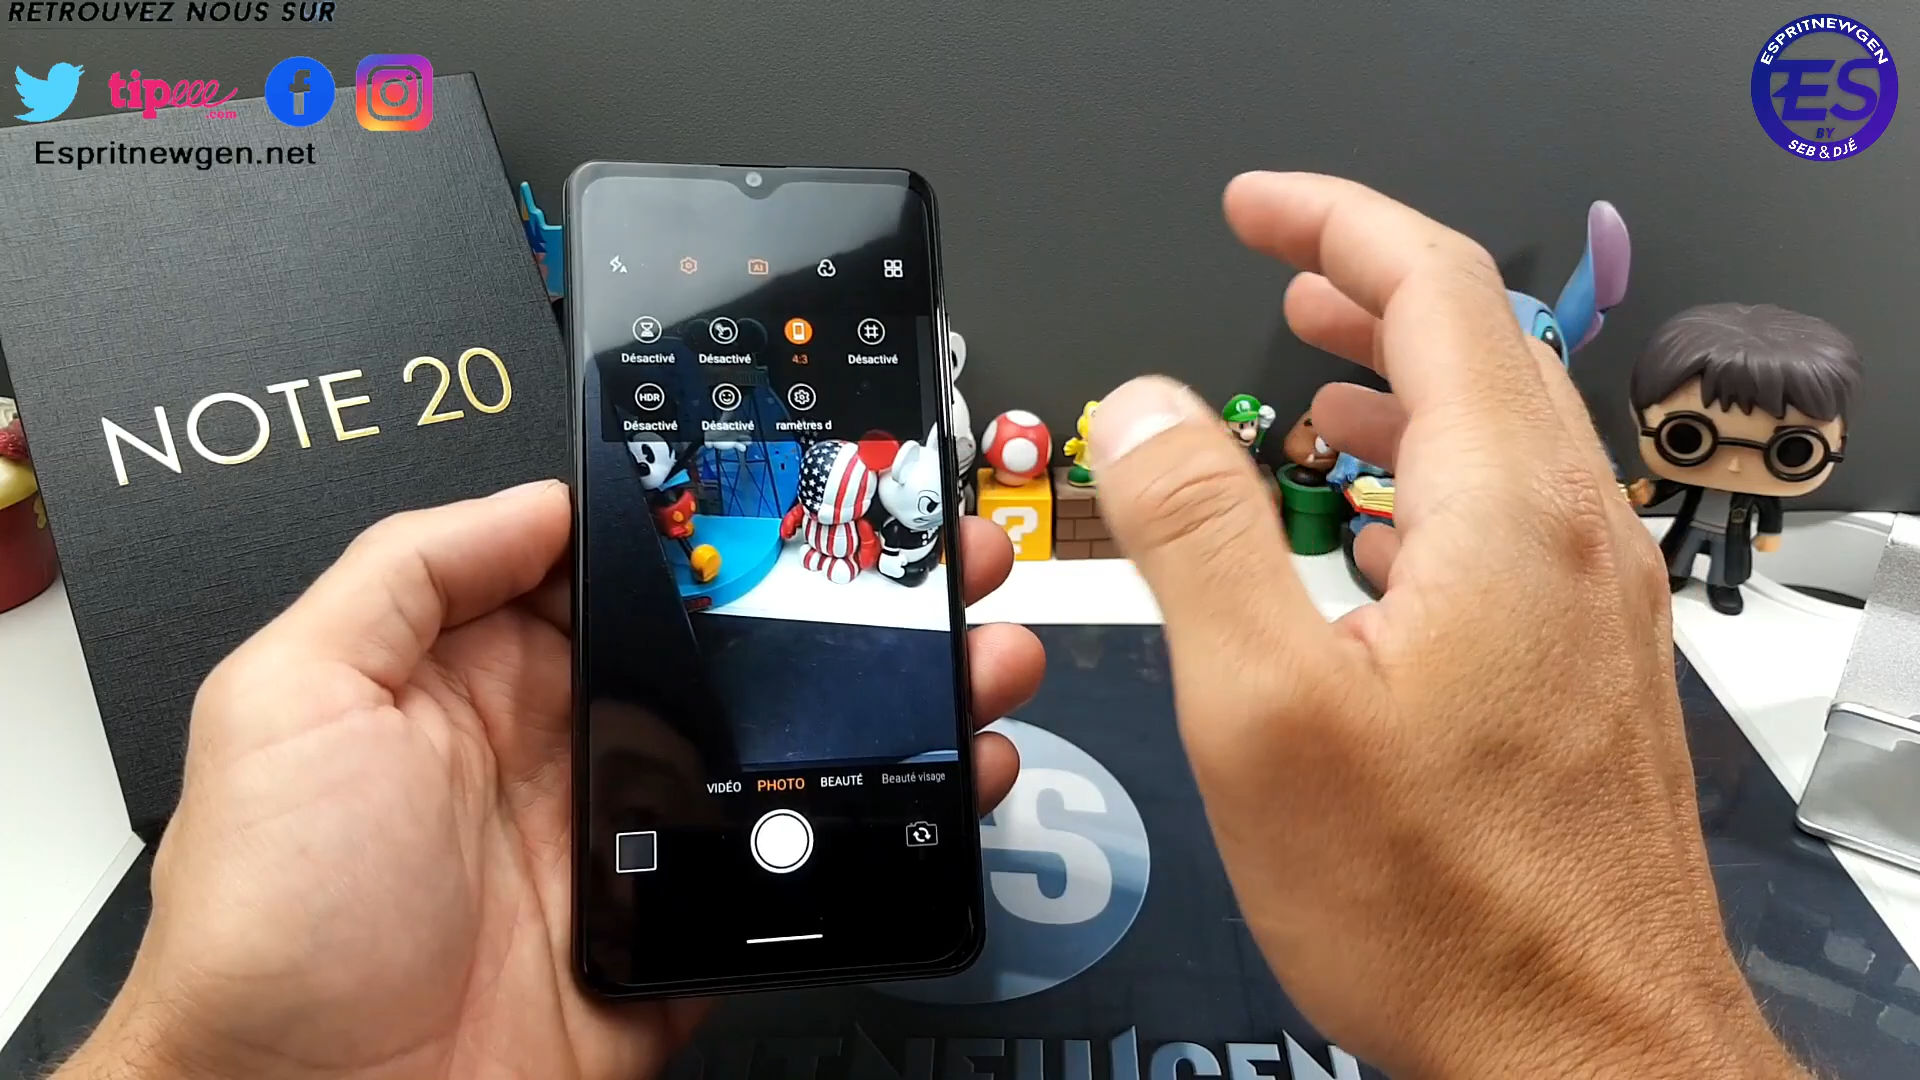 RETROUVEZ NOUS SUR
tipeee
.com
Espritnewgen.net
ESPRITNEWGEN
ES
BY
SEB & DJÉ
NOTE 20
AI
Désactivé
Désactivé
4:3
Désactivé
HDR
Désactivé
Désactivé
ramètres d
?
VIDÉO
PHOTO
BEAUTÉ
Beauté visage
S